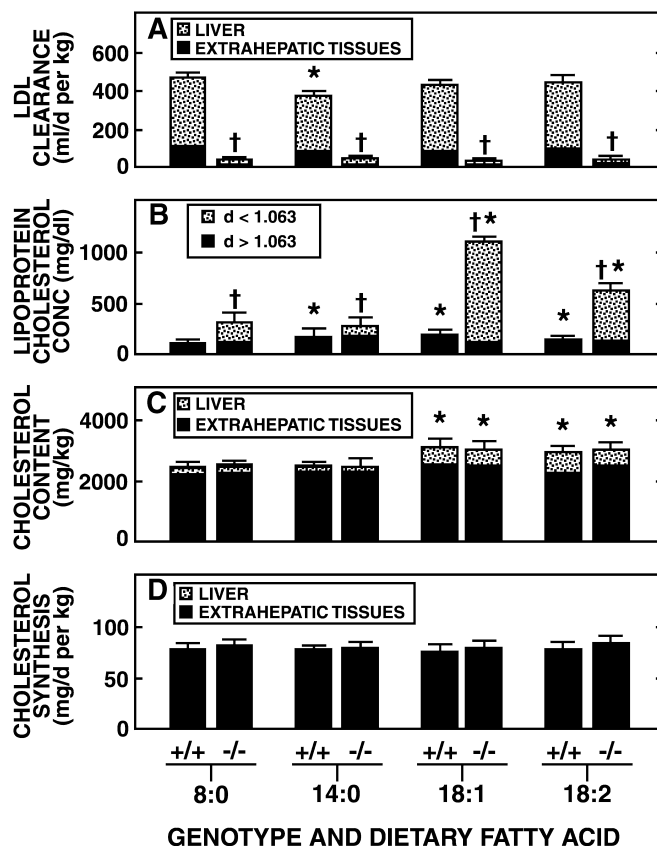 A
LIVER
EXTRAHEPATIC TISSUES
LDL
CLEARANCE
(ml/d per kg)
600
400
200
0
*
†
†
†
†
B
d < 1.063
d > 1.063
LIPOPROTEIN
CHOLESTEROL
CONC (mg/dl)
1000
500
0
†
*
†
*
†*
*
†*
C
LIVER
EXTRAHEPATIC TISSUES
CHOLESTEROL
CONTENT
(mg/kg)
4000
2000
0
*
*
*
*
D
LIVER
EXTRAHEPATIC TISSUES
CHOLESTEROL
SYNTHESIS
(mg/d per kg)
100
50
0
+/+ -/- +/+ -/- +/+ -/- +/+ -/-
8:0 14:0 18:1 18:2
GENOTYPE AND DIETARY FATTY ACID